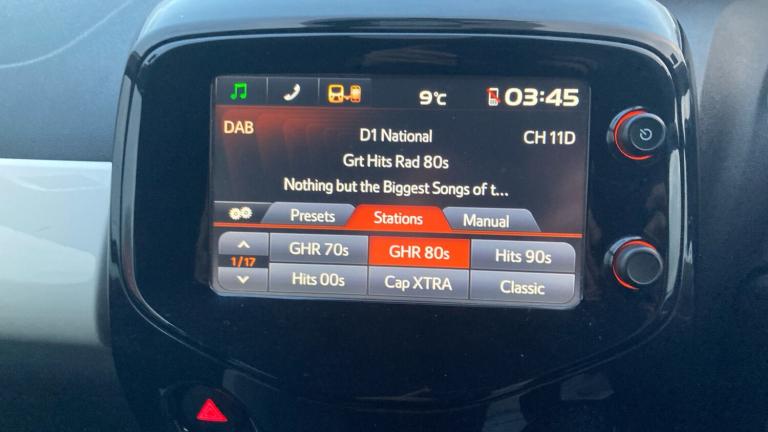 9°C 03:45
DAB
D1 National
CH 11D
Grt Hits Rad 80s
Nothing but the Biggest Songs of t...
Presets Stations Manual
1/17
GHR 70s GHR 80s Hits 90s
Hits 00s Cap XTRA Classic